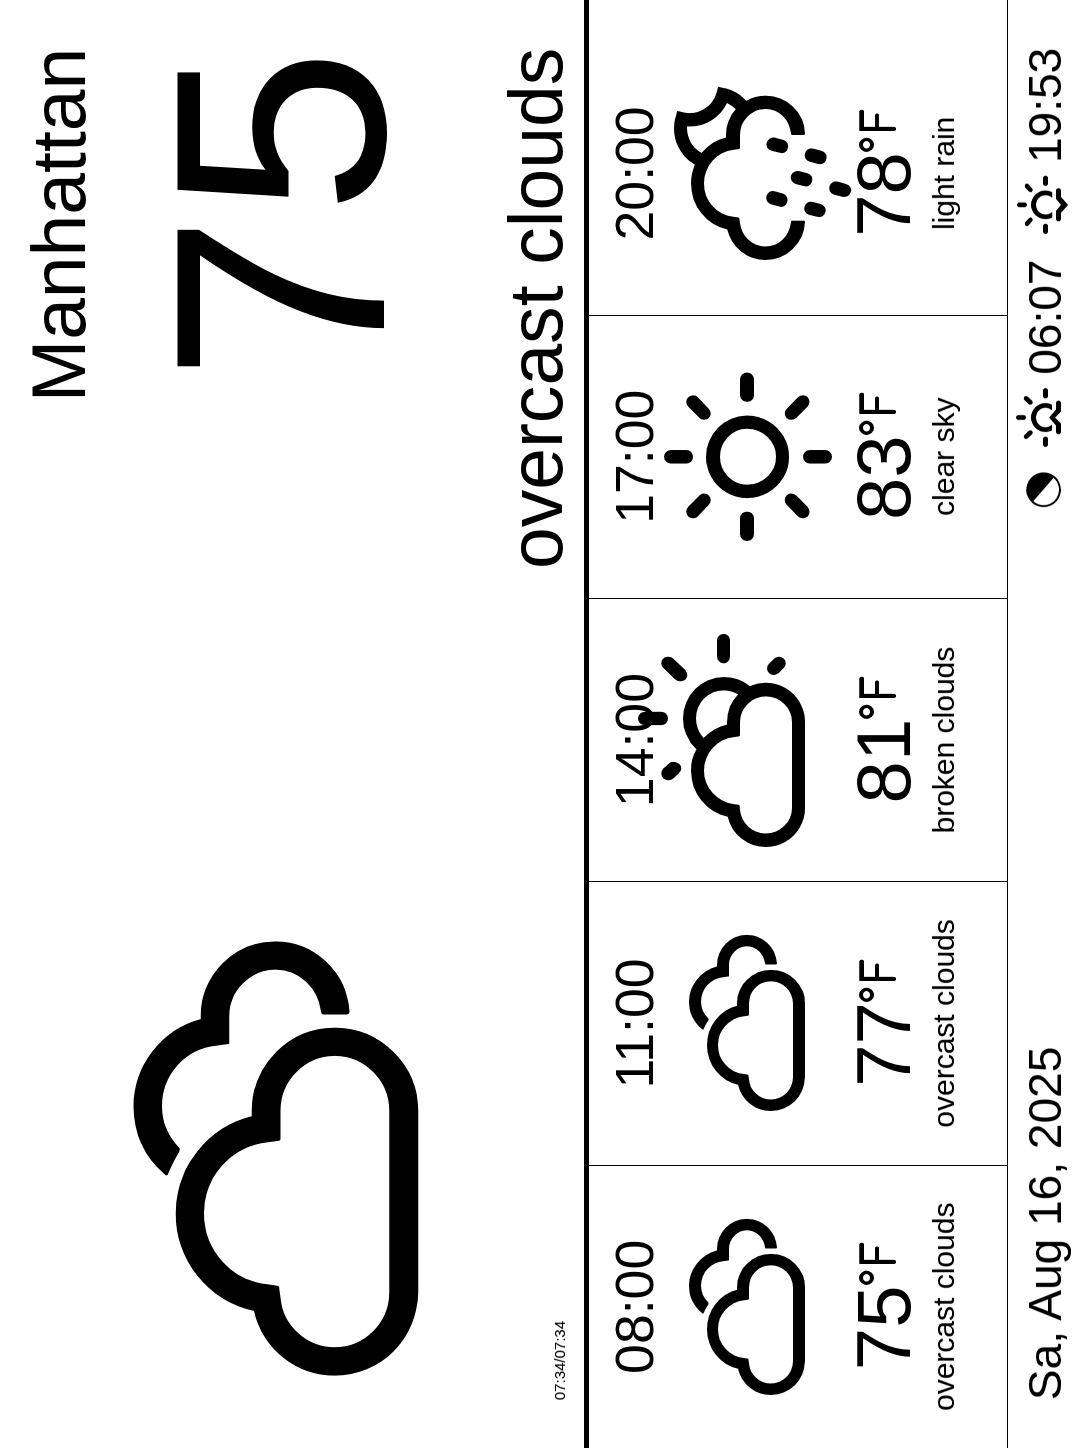 Manhattan
75
overcast clouds
07:34/07:34
08:00
75°F
overcast clouds
11:00
77°F
overcast clouds
14:00
81°F
broken clouds
17:00
83°F
clear sky
20:00
78°F
light rain
Sa, Aug 16, 2025
06:07
19:53